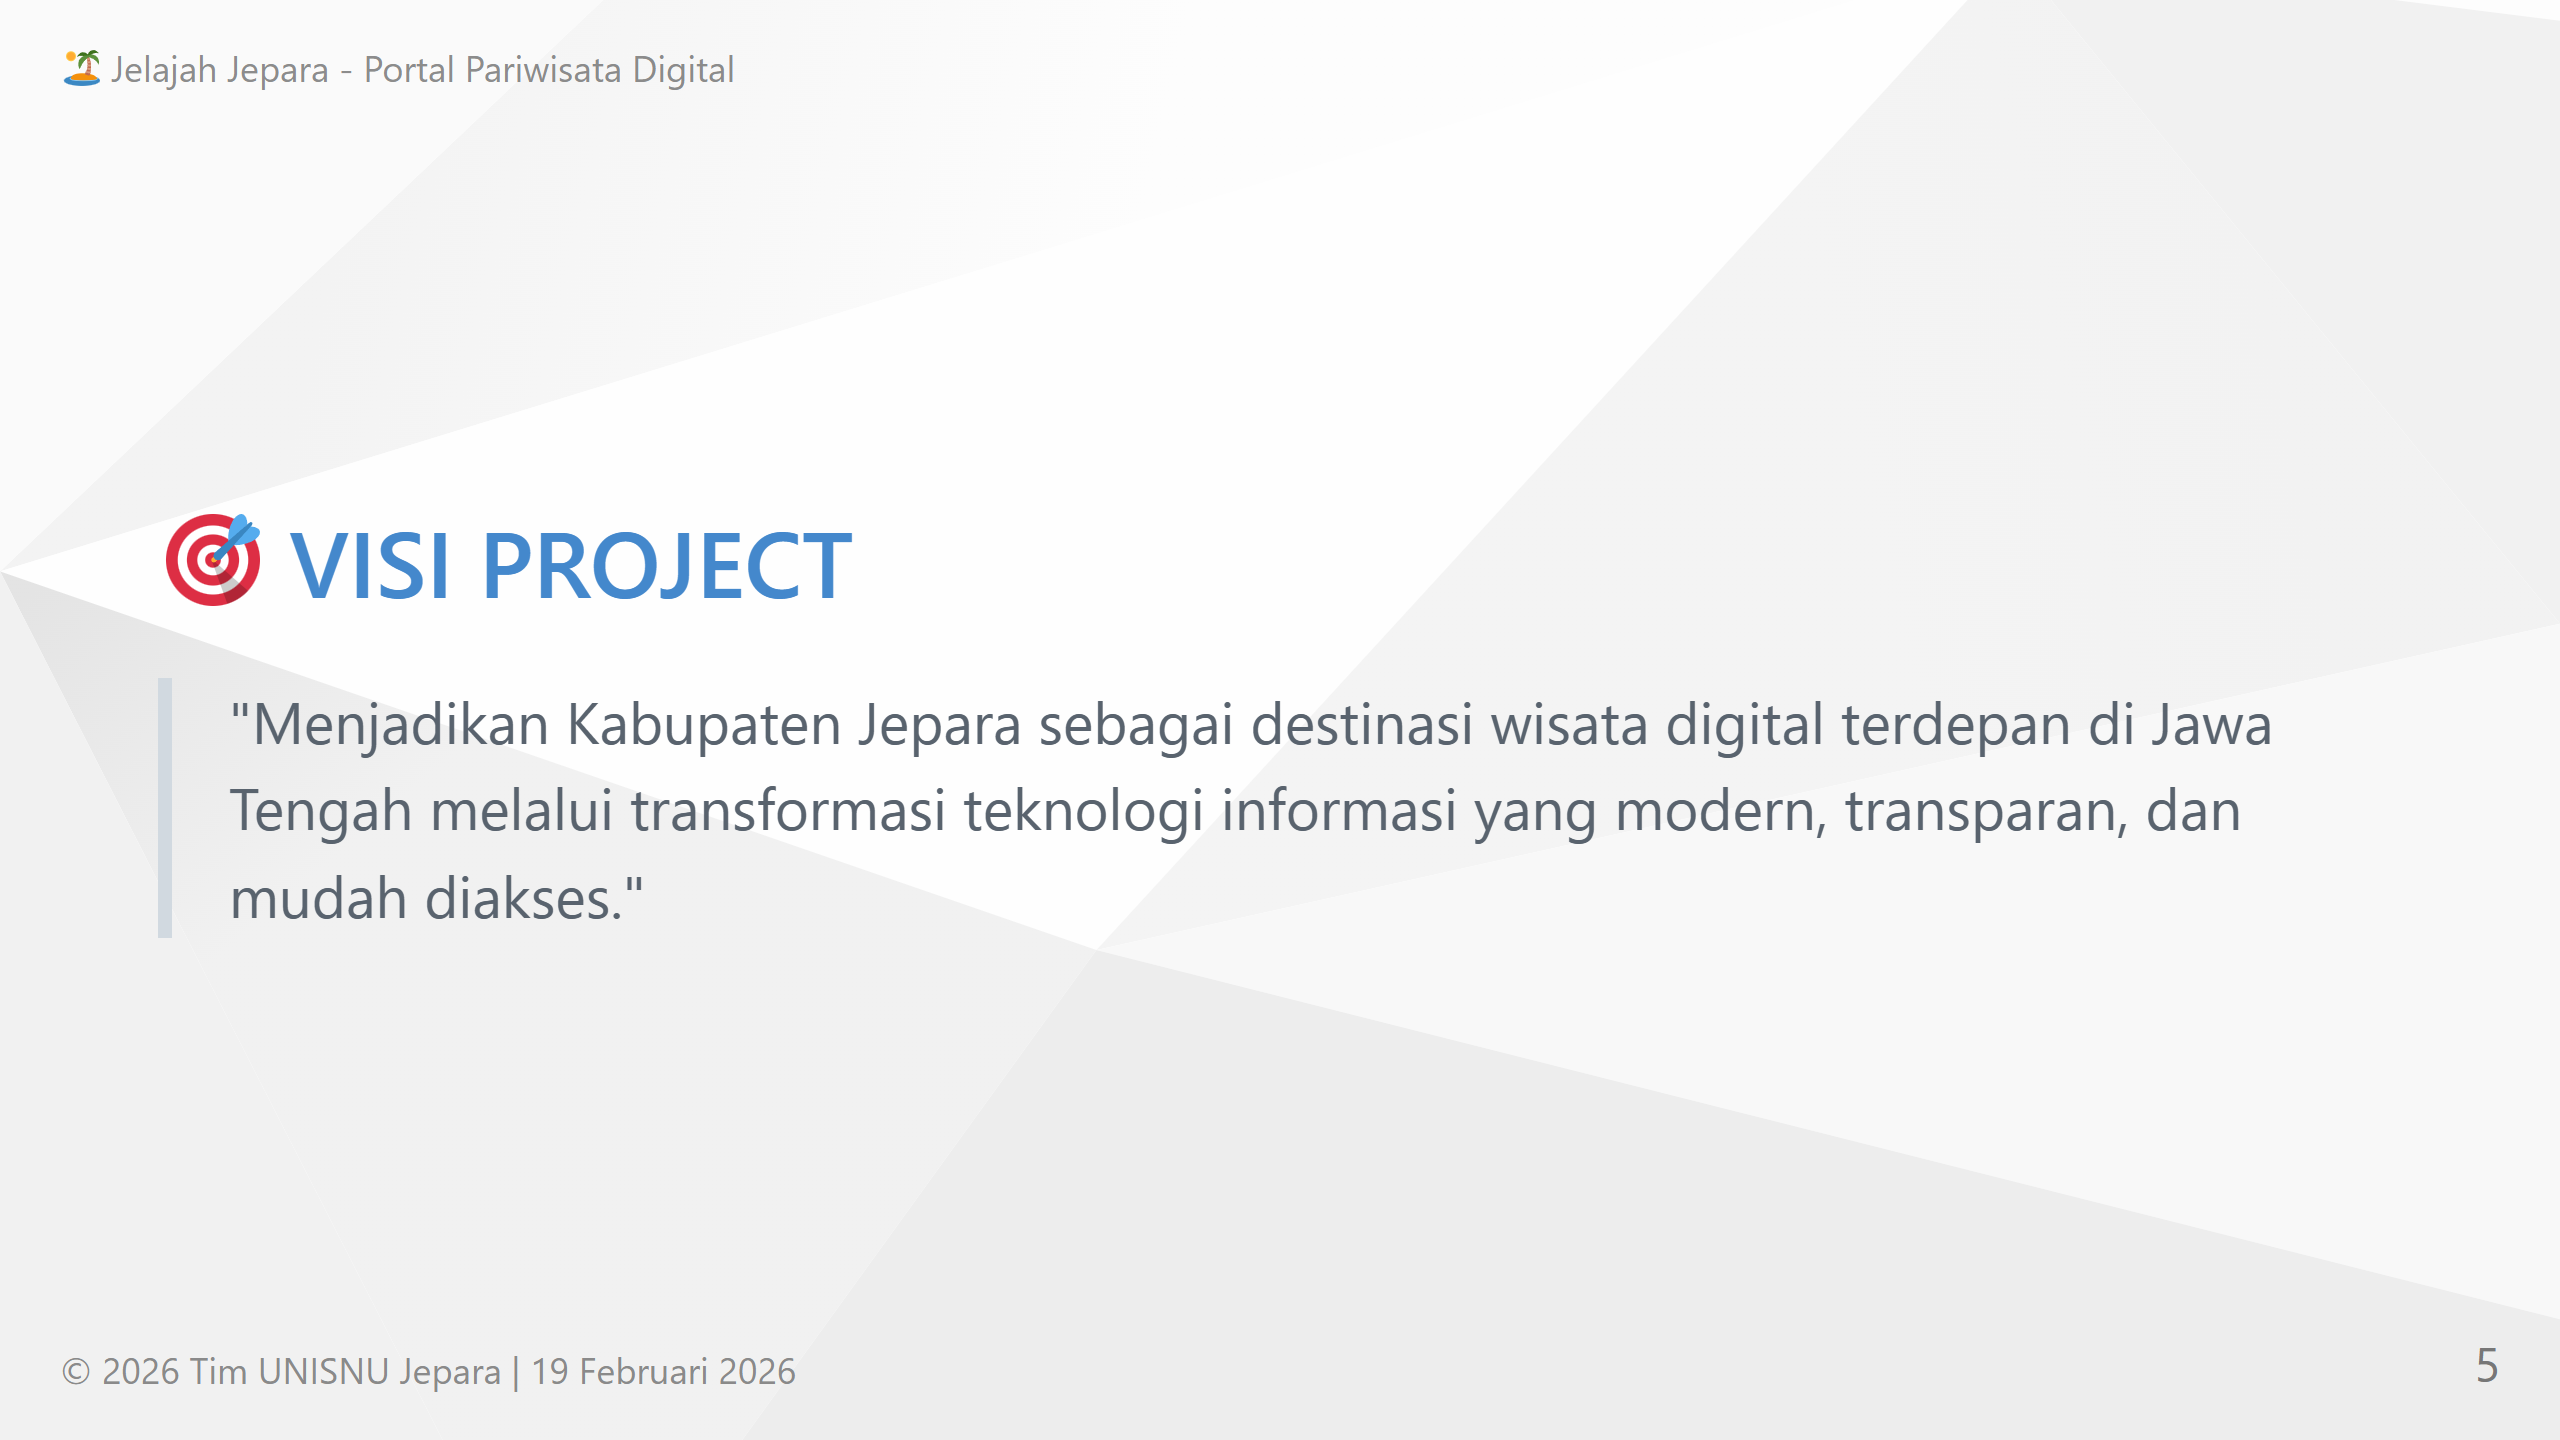 Jelajah Jepara - Portal Pariwisata Digital
VISI PROJECT
"Menjadikan Kabupaten Jepara sebagai destinasi wisata digital terdepan di Jawa
Tengah melalui transformasi teknologi informasi yang modern, transparan, dan
mudah diakses."
© 2026 Tim UNISNU Jepara | 19 Februari 2026
5